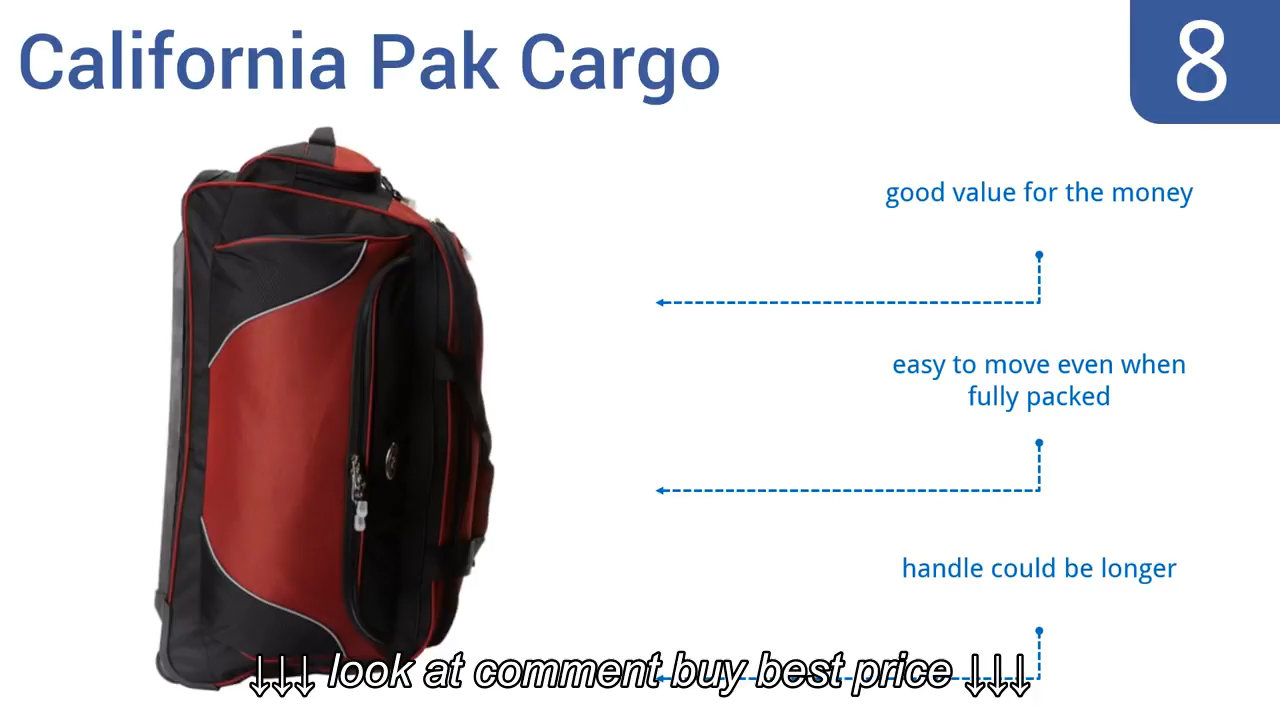 California Pak Cargo
8
good value for the money
easy to move even when
fully packed
handle could be longer
↓↓↓ look at comment buy best price ↓↓↓